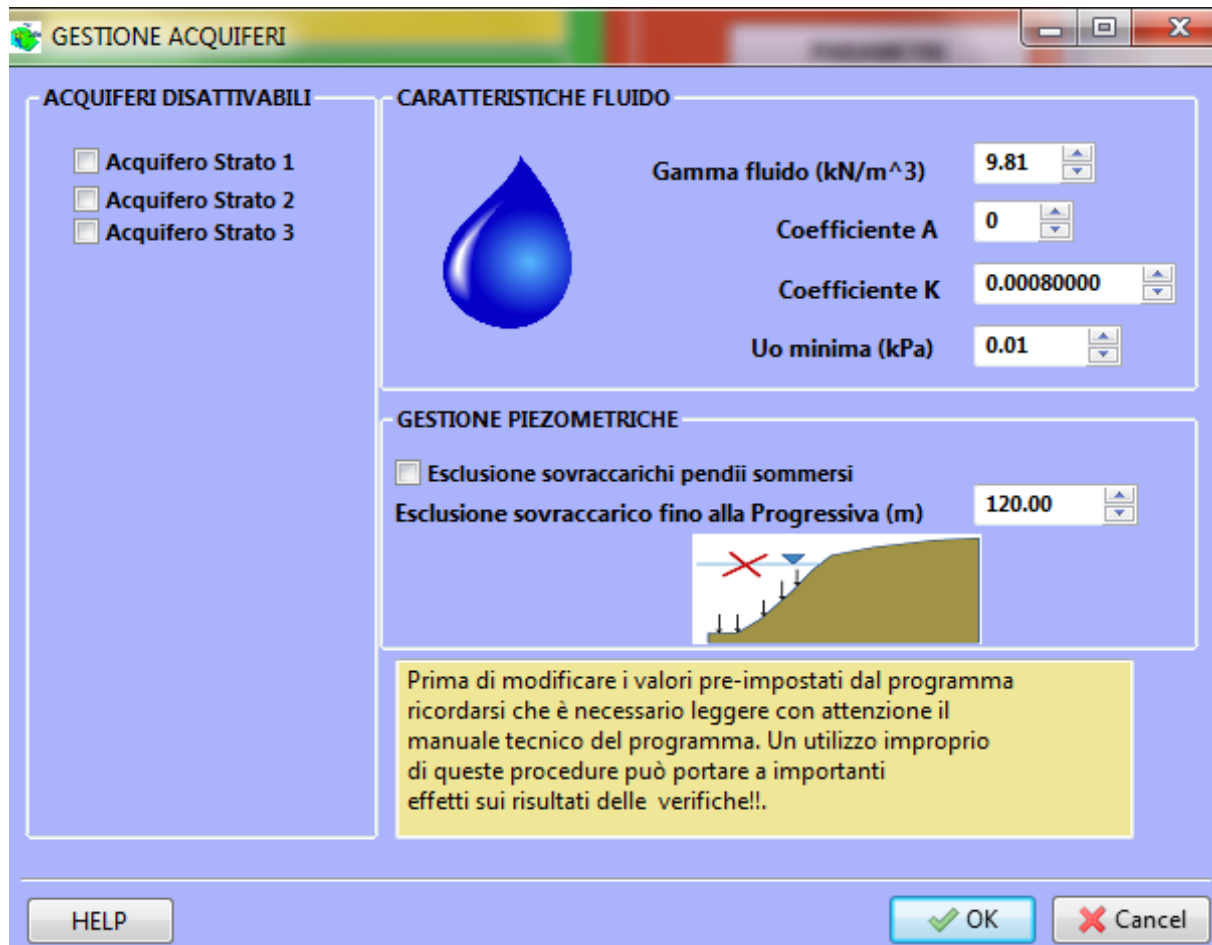 GESTIONE ACQUIFERI
ACQUIFERI DISATTIVABILI
Acquifero Strato 1
Acquifero Strato 2
Acquifero Strato 3
CARATTERISTICHE FLUIDO
Gamma fluido (kN/m^3) 9.81
Coefficiente A 0
Coefficiente K 0.00080000
Uo minima (kPa) 0.01
GESTIONE PIEZOMETRICHE
Esclusione sovraccarichi pendii sommersi
Esclusione sovraccarico fino alla Progressiva (m) 120.00
Prima di modificare i valori pre-impostati dal programma
ricordarsi che è necessario leggere con attenzione il
manuale tecnico del programma. Un utilizzo improprio
di queste procedure può portare a importanti
effetti sui risultati delle verifiche!!.
HELP
OK
Cancel